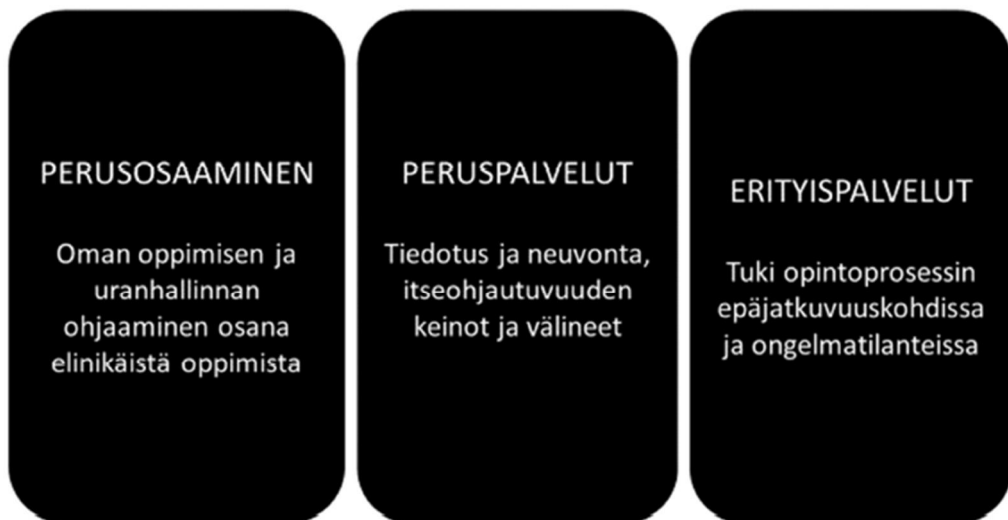 PERUSOSAAMINEN
Oman oppimisen ja
uranhallinnan
ohjaaminen osana
elinikäistä oppimista
PERUSPALVELUT
Tiedotus ja neuvonta,
itseohjautuvuuden
keinot ja välineet
ERITYISPALVELUT
Tuki opintoprosessin
epäjatkuvuuskohdissa
ja ongelmatilanteissa